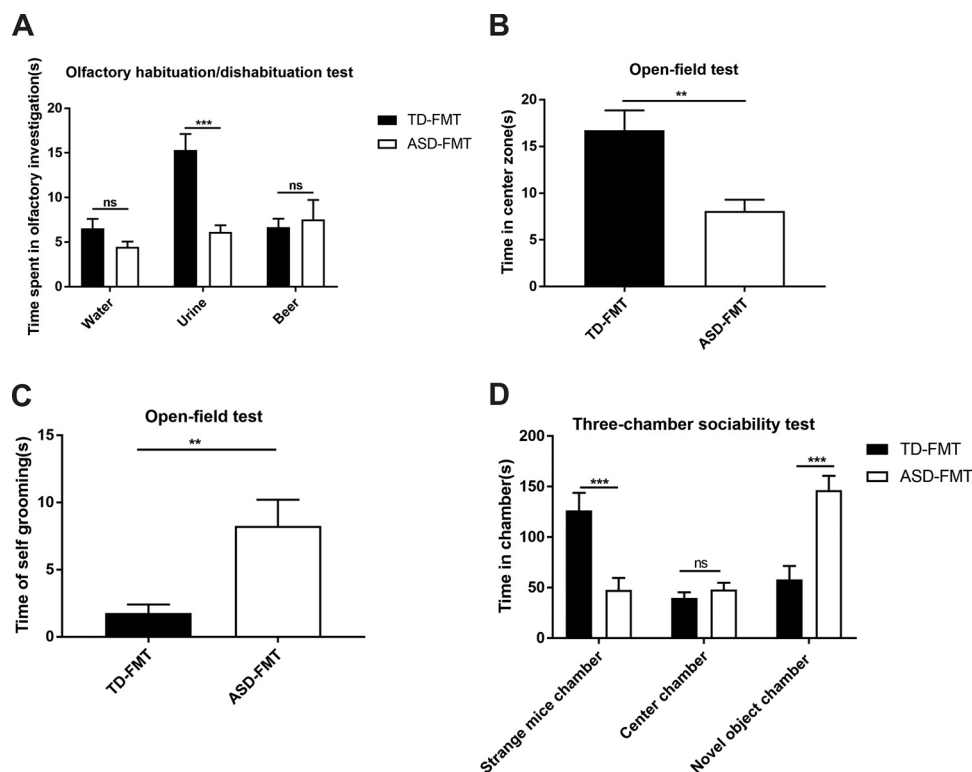 A
Olfactory habituation/dishabituation test
Time spent in olfactory investigation(s)
20
15
10
5
0
ns
***
ns
Water
Urine
Beer
TD-FMT
ASD-FMT
B
Open-field test
Time in center zone(s)
20
15
10
5
0
**
TD-FMT
ASD-FMT
C
Open-field test
Time of self grooming(s)
15
10
5
0
**
TD-FMT
ASD-FMT
D
Three-chamber sociability test
Time in chamber(s)
200
150
100
50
0
***
ns
***
Strange mice chamber
Center chamber
Novel object chamber
TD-FMT
ASD-FMT